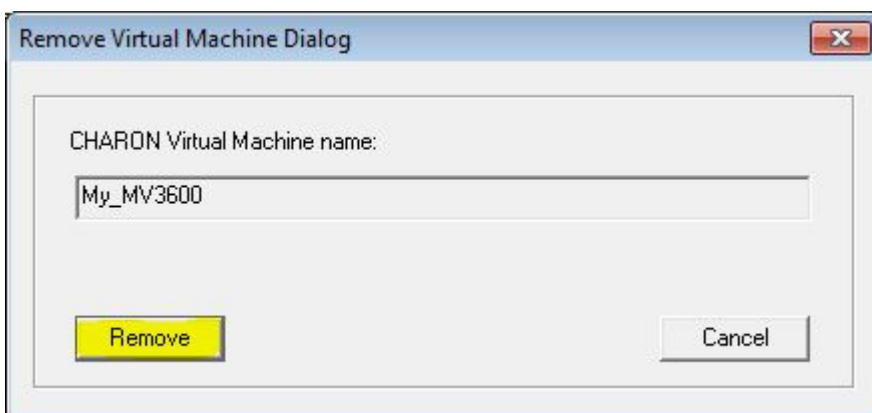 Remove Virtual Machine Dialog
CHARON Virtual Machine name:
My_MV3600
Remove Cancel